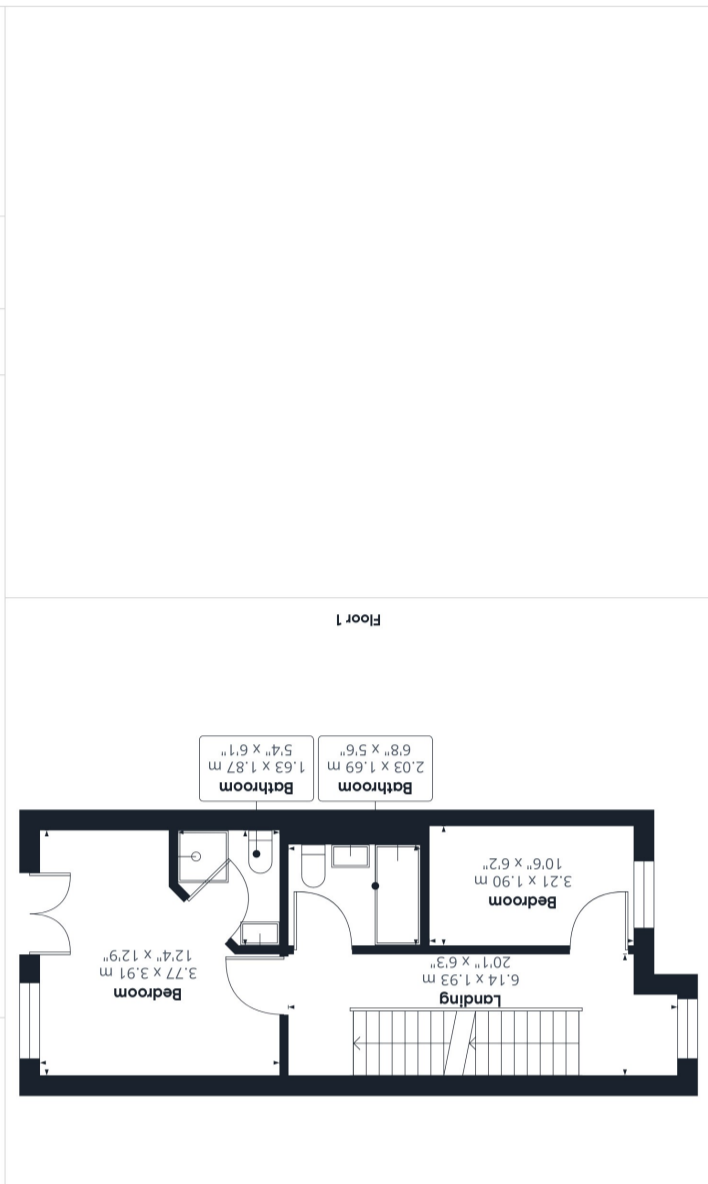 Landing
6.14 x 1.93 m
20'1" x 6'3"
Bedroom
3.77 x 3.91 m
12'4" x 12'9"
Bedroom
3.21 x 1.90 m
10'6" x 6'2"
Bathroom
2.03 x 1.69 m
6'8" x 5'6"
Bathroom
1.63 x 1.87 m
5'4" x 6'1"
Floor 1